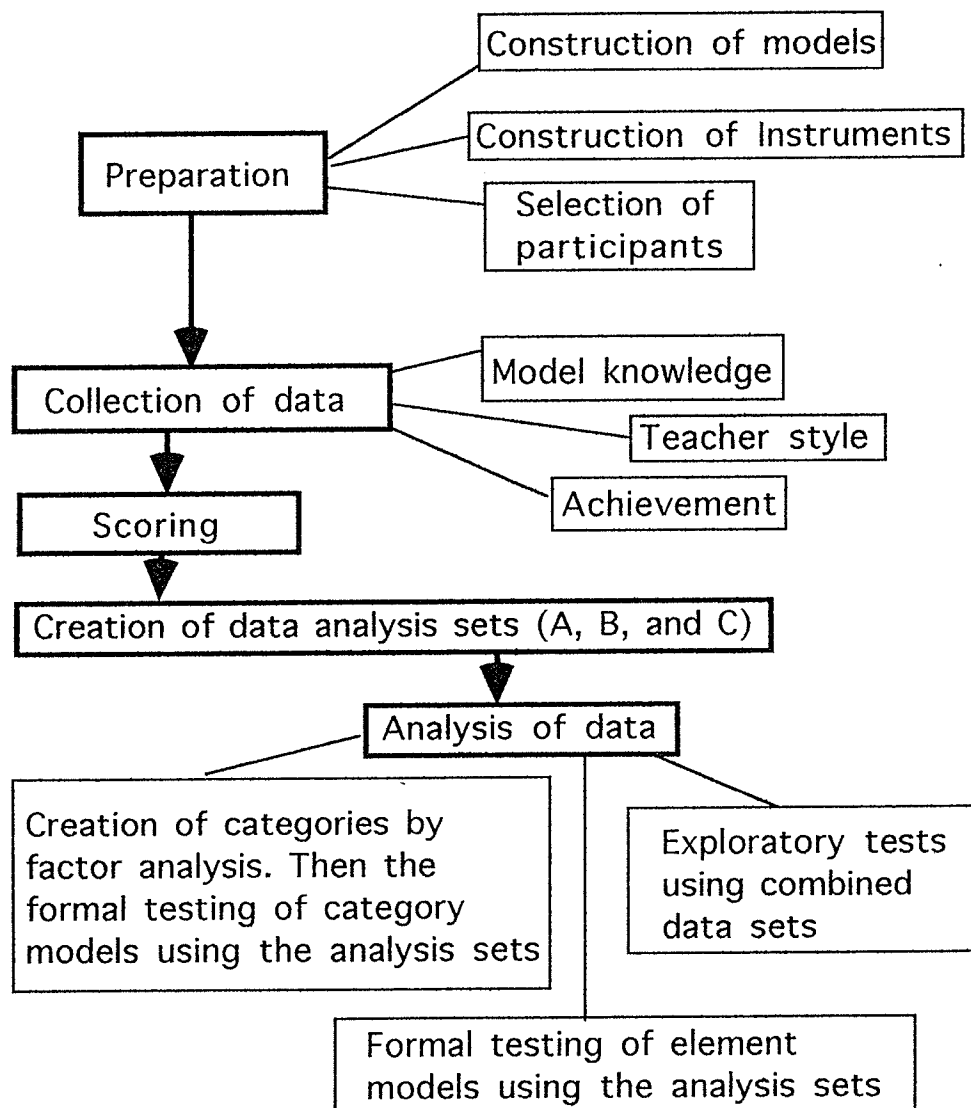 Construction of models
Construction of Instruments
Preparation
Selection of
participants
Model knowledge
Collection of data
Teacher style
Achievement
Scoring
Creation of data analysis sets (A, B, and C)
Analysis of data
Creation of categories by
factor analysis. Then the
formal testing of category
models using the analysis sets
Exploratory tests
using combined
data sets
Formal testing of element
models using the analysis sets